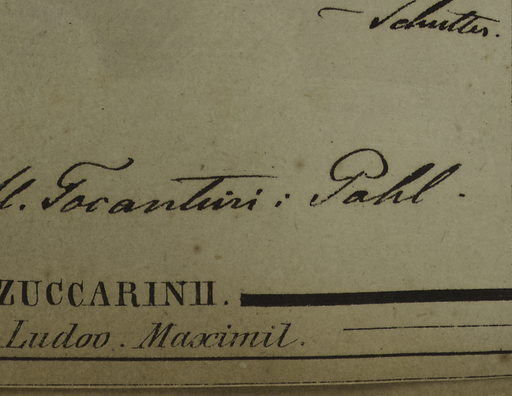 Schutter.
Fl. Tocantini: Pohl.
ZUCCARINII.
Ludov. Maximil.